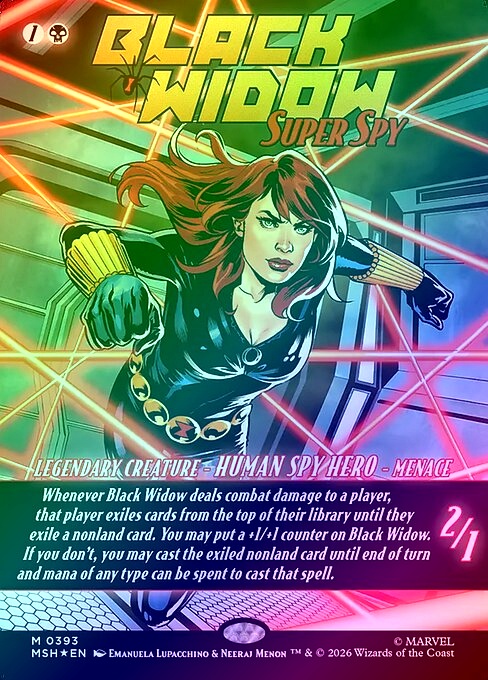 1
BLACK
WIDOW
SUPER SPY
LEGENDARY CREATURE - HUMAN SPY HERO - MENACE
Whenever Black Widow deals combat damage to a player,
that player exiles cards from the top of their library until they
exile a nonland card. You may put a +1/+1 counter on Black Widow.
If you don't, you may cast the exiled nonland card until end of turn
and mana of any type can be spent to cast that spell.
2/1
M 0393
MSH★EN EMANUELA LUPACCHINO & NEERAJ MENON ™ & © 2026 Wizards of the Coast
© MARVEL